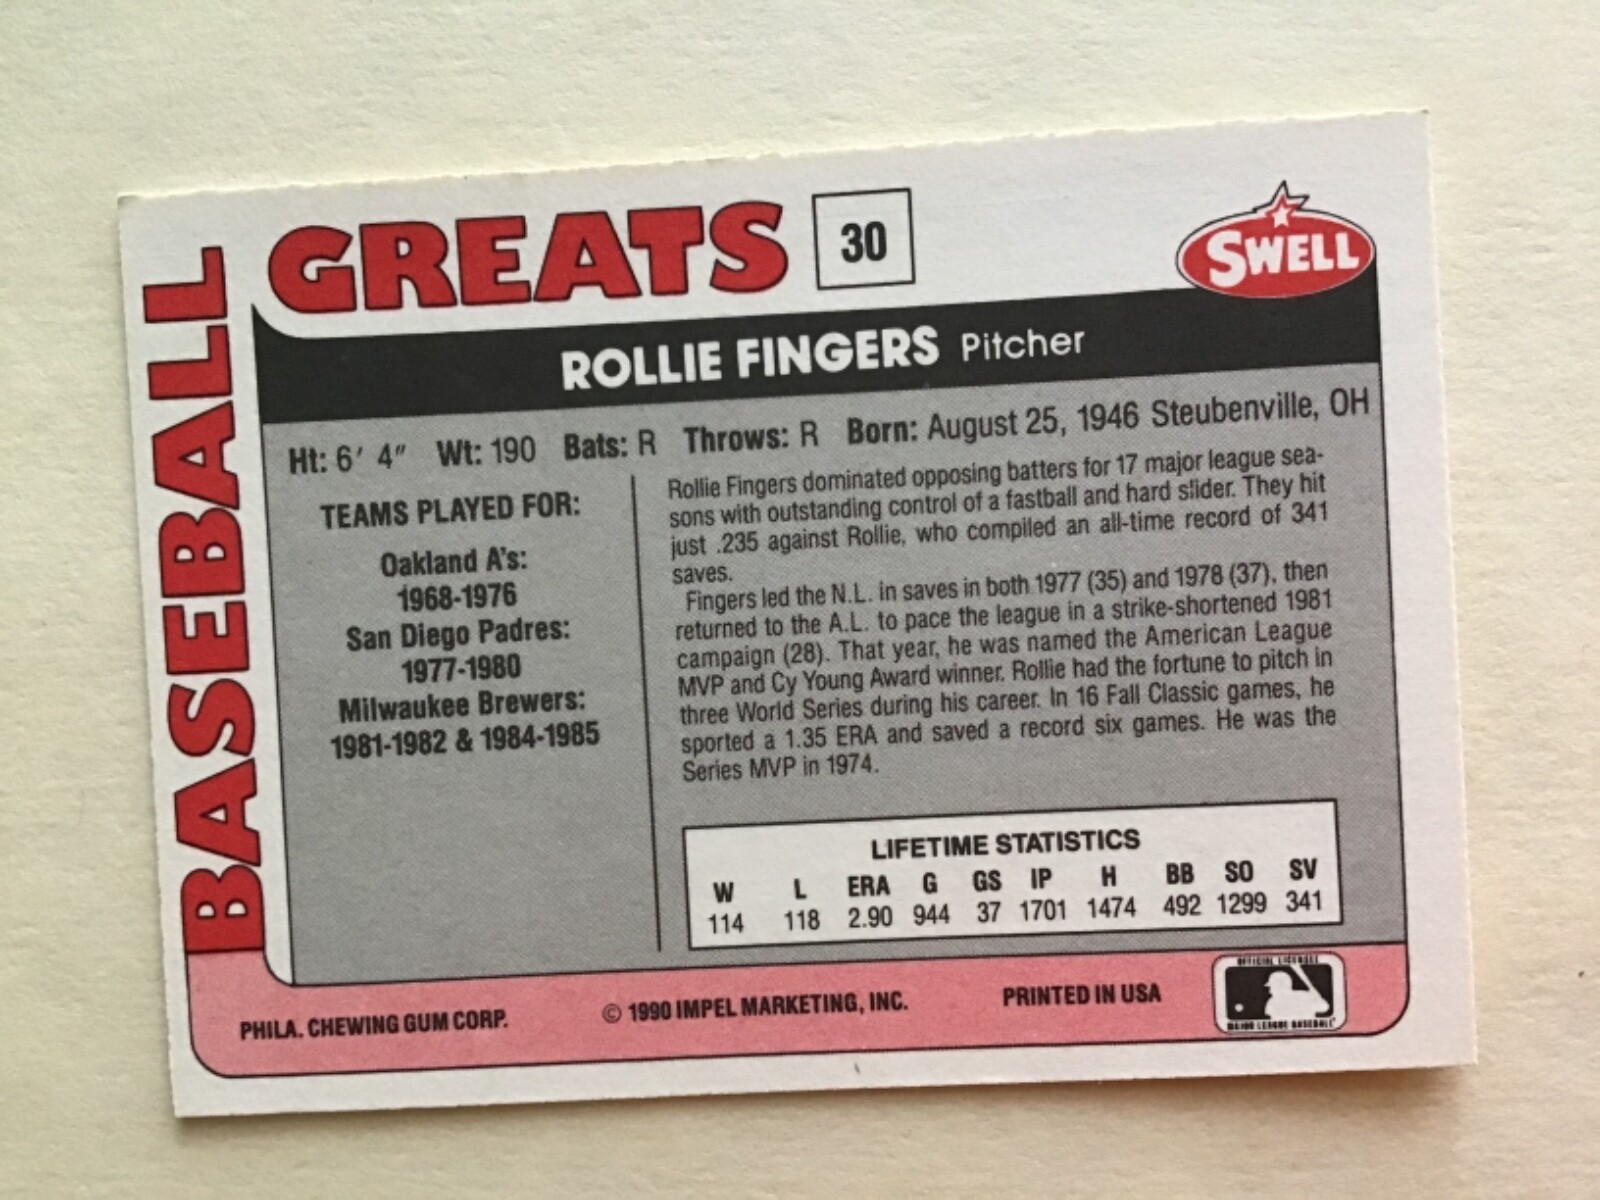 BASEBALL
GREATS
30
SWELL
ROLLIE FINGERS Pitcher
Ht: 6' 4" Wt: 190 Bats: R Throws: R Born: August 25, 1946 Steubenville, OH
TEAMS PLAYED FOR:
Oakland A's:
1968-1976
San Diego Padres:
1977-1980
Milwaukee Brewers:
1981-1982 & 1984-1985
Rollie Fingers dominated opposing batters for 17 major league sea-
sons with outstanding control of a fastball and hard slider. They hit
just .235 against Rollie, who compiled an all-time record of 341
saves.
Fingers led the N.L. in saves in both 1977 (35) and 1978 (37), then
returned to the A.L. to pace the league in a strike-shortened 1981
campaign (28). That year, he was named the American League
MVP and Cy Young Award winner. Rollie had the fortune to pitch in
three World Series during his career. In 16 Fall Classic games, he
sported a 1.35 ERA and saved a record six games. He was the
Series MVP in 1974.
LIFETIME STATISTICS
W L ERA G GS IP H BB SO SV
114 118 2.90 944 37 1701 1474 492 1299 341
PHILA. CHEWING GUM CORP.
© 1990 IMPEL MARKETING, INC.
PRINTED IN USA
OFFICIAL LICENSEE
MAJOR LEAGUE BASEBALL